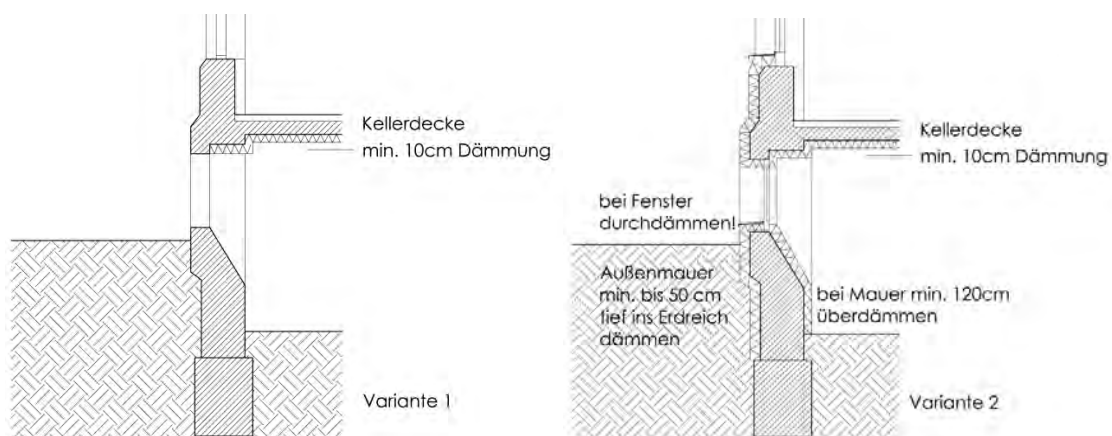 Kellerdecke
min. 10cm Dämmung
Variante 1
Kellerdecke
min. 10cm Dämmung
bei Fenster
durchdämmen!
Außenmauer
min. bis 50 cm
tief ins Erdreich
dämmen
bei Mauer min. 120cm
überdämmen
Variante 2